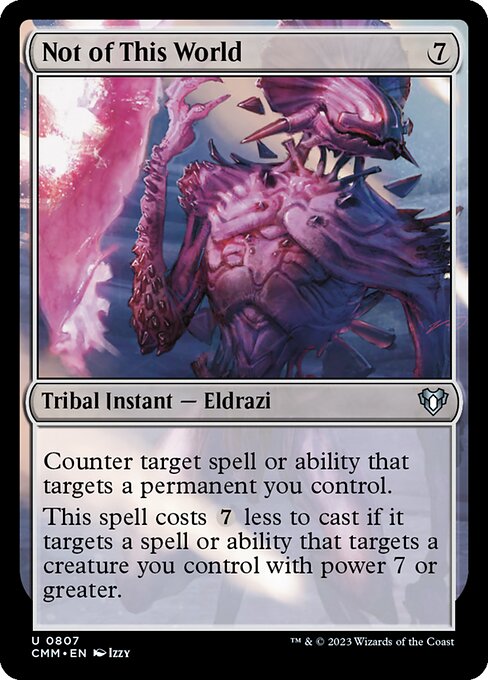 Not of This World 7
Tribal Instant — Eldrazi
Counter target spell or ability that
targets a permanent you control.
This spell costs 7 less to cast if it
targets a spell or ability that targets a
creature you control with power 7 or
greater.
U 0807
CMM • EN Izzy
™ & © 2023 Wizards of the Coast